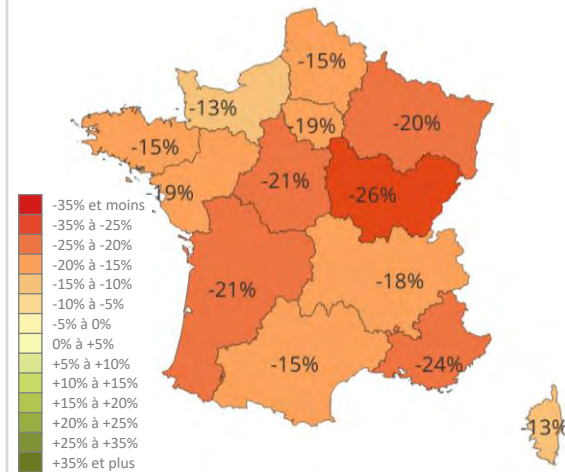 -15%
-13%
-19%
-20%
-15%
-19%
-21%
-26%
-21%
-18%
-15%
-24%
-13%
-35% et moins
-35% à -25%
-25% à -20%
-20% à -15%
-15% à -10%
-10% à -5%
-5% à 0%
0% à +5%
+5% à +10%
+10% à +15%
+15% à +20%
+20% à +25%
+25% à +35%
+35% et plus